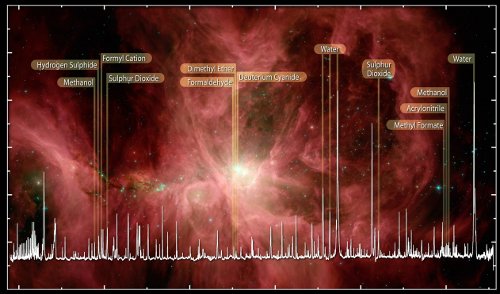 Hydrogen Sulphide
Formyl Cation
Methanol
Sulphur Dioxide
Dimethyl Ether
Formaldehyde
Deuterium Cyanide
Water
Sulphur
Dioxide
Water
Methanol
Acrylonitrile
Methyl Formate